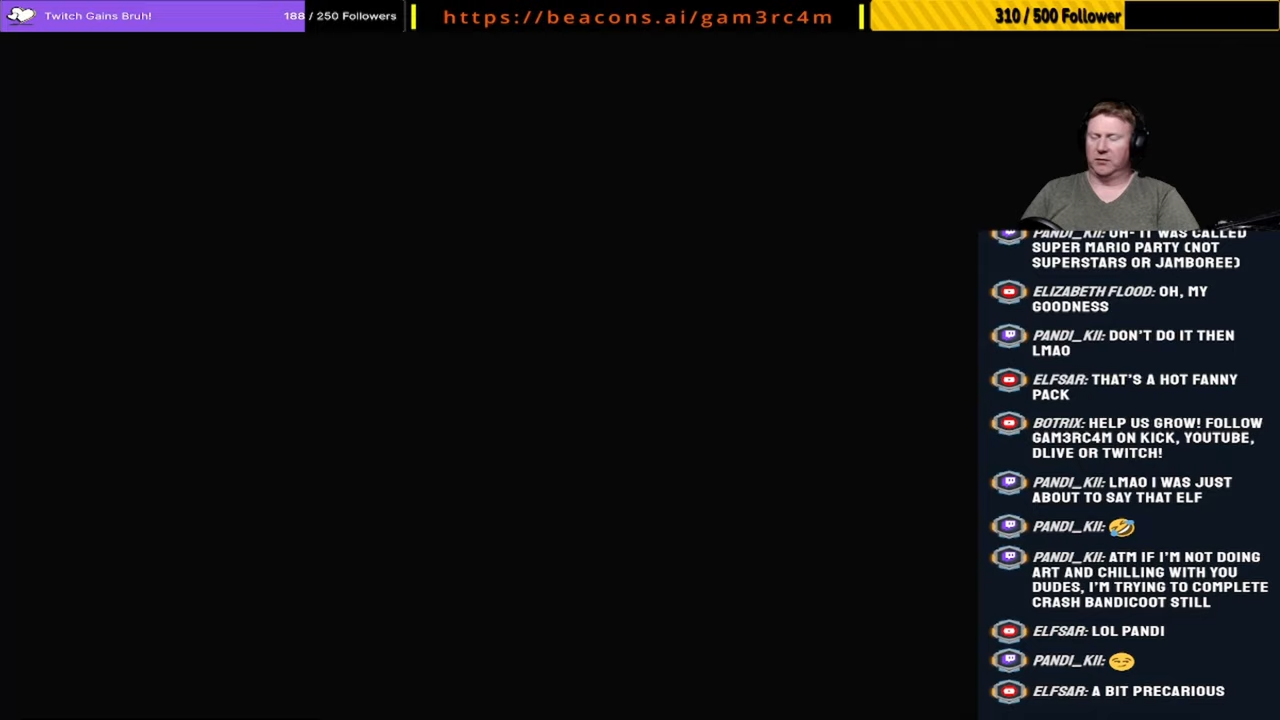 Twitch Gains Bruh!
188 / 250 Followers
https://beacons.ai/gam3rc4m
310 / 500 Follower
PANDI_KII: OH- IT WAS CALLED
SUPER MARIO PARTY (NOT
SUPERSTARS OR JAMBOREE)
ELIZABETH FLOOD: OH, MY
GOODNESS
PANDI_KII: DON'T DO IT THEN
LMAO
ELFSAR: THAT'S A HOT FANNY
PACK
BOTRIX: HELP US GROW! FOLLOW
GAM3RC4M ON KICK, YOUTUBE,
DLIVE OR TWITCH!
PANDI_KII: LMAO I WAS JUST
ABOUT TO SAY THAT ELF
PANDI_KII: 🤣
PANDI_KII: ATM IF I'M NOT DOING
ART AND CHILLING WITH YOU
DUDES, I'M TRYING TO COMPLETE
CRASH BANDICOOT STILL
ELFSAR: LOL PANDI
PANDI_KII: 😏
ELFSAR: A BIT PRECARIOUS